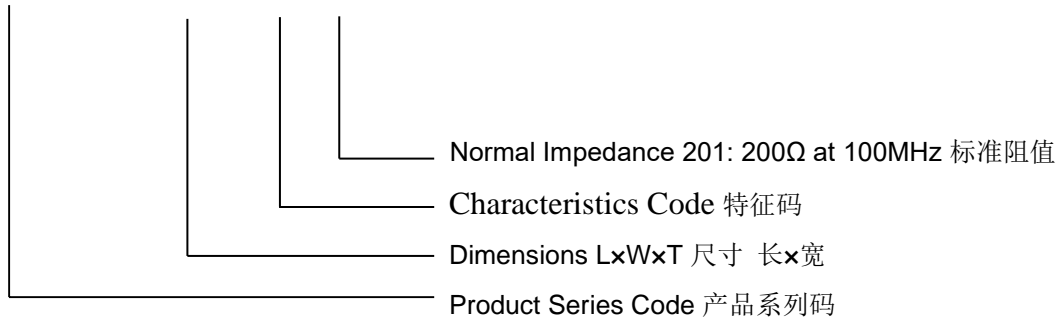 Normal Impedance 201: 200Ω at 100MHz 标准阻值
Characteristics Code 特征码
Dimensions L×W×T 尺寸 长×宽
Product Series Code 产品系列码